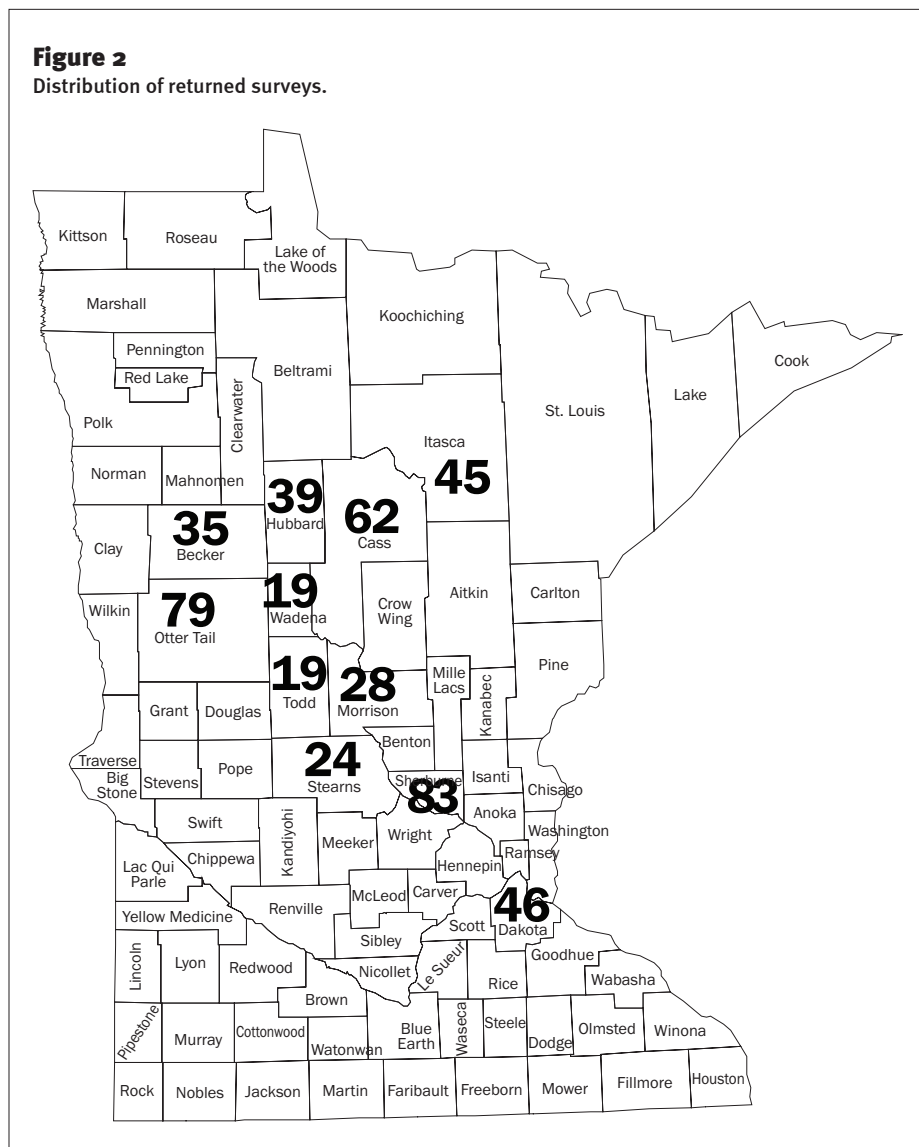 Figure 2
Distribution of returned surveys.
Kittson
Roseau
Lake of
the Woods
Marshall
Koochiching
Pennington
Red Lake
Beltrami
Clearwater
Cook
Lake
St. Louis
Polk
Itasca
45
Norman
Mahnomen
39
Hubbard
62
Cass
35
Becker
Clay
19
Wadena
Crow
Wing
Aitkin
Carlton
Wilkin
79
Otter Tail
Pine
19
Todd
28
Morrison
Mille
Lacs
Kanabec
Grant
Douglas
Benton
Traverse
Big
Stone
Stevens
Pope
24
Stearns
Sherburne
83
Isanti
Chisago
Anoka
Swift
Kandiyohi
Meeker
Wright
Washington
Chippewa
Hennepin
Ramsey
Lac Qui
Parle
McLeod
Carver
46
Dakota
Renville
Scott
Yellow Medicine
Sibley
Goodhue
Lincoln
Lyon
Redwood
Nicollet
Le Sueur
Rice
Wabasha
Brown
Pipestone
Murray
Cottonwood
Watonwan
Blue
Earth
Waseca
Steele
Dodge
Olmsted
Winona
Rock
Nobles
Jackson
Martin
Faribault
Freeborn
Mower
Fillmore
Houston